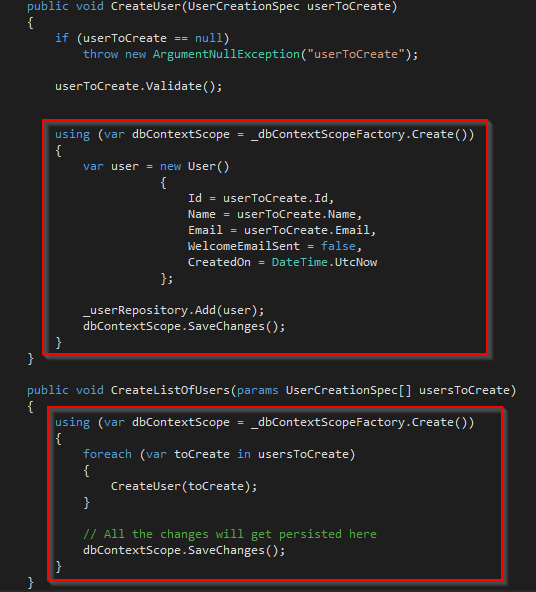 public void CreateUser(UserCreationSpec userToCreate)
{
if (userToCreate == null)
throw new ArgumentNullException("userToCreate");
userToCreate.Validate();
using (var dbContextScope = _dbContextScopeFactory.Create())
{
var user = new User()
{
Id = userToCreate.Id,
Name = userToCreate.Name,
Email = userToCreate.Email,
WelcomeEmailSent = false,
CreatedOn = DateTime.UtcNow
};
_userRepository.Add(user);
dbContextScope.SaveChanges();
}
}
public void CreateListOfUsers(params UserCreationSpec[] usersToCreate)
{
using (var dbContextScope = _dbContextScopeFactory.Create())
{
foreach (var toCreate in usersToCreate)
{
CreateUser(toCreate);
}
// All the changes will get persisted here
dbContextScope.SaveChanges();
}
}